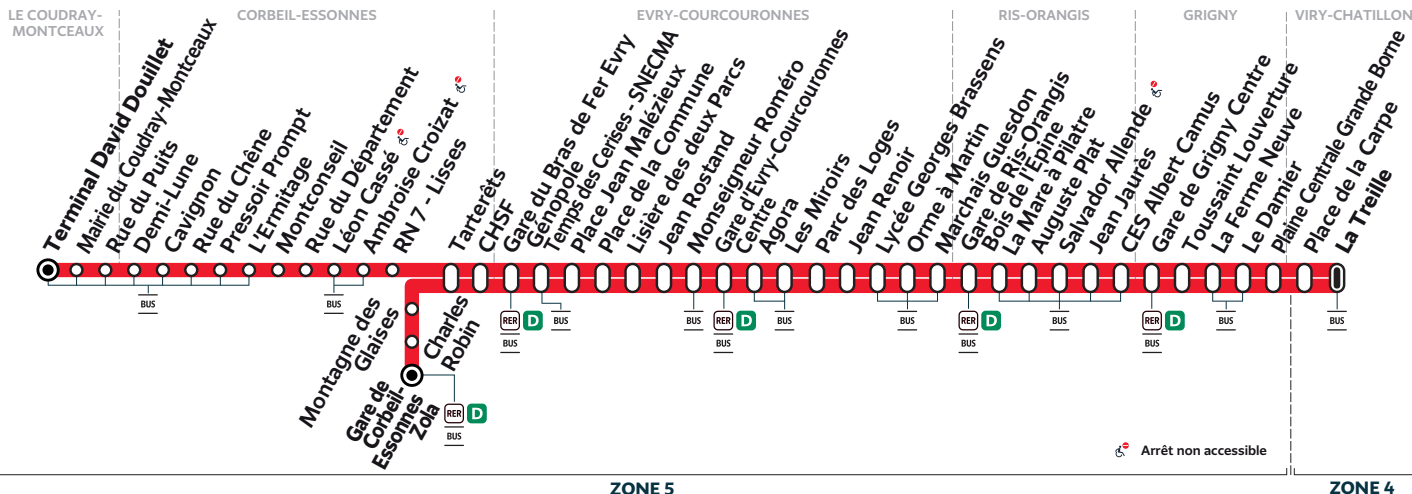 LE COUDRAY-
MONTCEAUX
CORBEIL-ESSONNES
EVRY-COURCOURONNES
RIS-ORANGIS
GRIGNY
VIRY-CHATILLON
Terminal David Douillet
Mairie du Coudray-Montceaux
Rue du Puits
Demi-Lune
Cavignon
Rue du Chêne
Pressoir Prompt
L'Ermitage
Montconseil
Rue du Département
Léon Cassé
Ambroise Croizat
RN 7 - Lisses
Tarterêts
CHSF
Gare du Bras de Fer Evry
Génopole
Temps des Cerises - SNECMA
Place Jean Malézieux
Place de la Commune
Lisière des deux Parcs
Jean Rostand
Monseigneur Roméro
Gare d'Evry-Courcouronnes
Centre
Agora
Les Miroirs
Parc des Loges
Jean Renoir
Lycée Georges Brassens
Orme à Martin
Marchais Guesdon
Gare de Ris-Orangis
Bois de l'Epine
La Mare à Pilatre
Auguste Plat
Salvador Allende
Jean Jaurès
CES Albert Camus
Gare de Grigny Centre
Toussaint Louverture
La Ferme Neuve
Le Damier
Plaine Centrale Grande Borne
Place de la Carpe
La Treille
BUS
BUS
RER D
BUS
BUS
BUS
RER D
BUS
BUS
BUS
RER D
BUS
BUS
RER D
BUS
BUS
BUS
Montagne des
Glaises
Charles
Robin
Gare de
Corbeil-
Essonnes
Zola
RER D
BUS
Arrêt non accessible
ZONE 5
ZONE 4